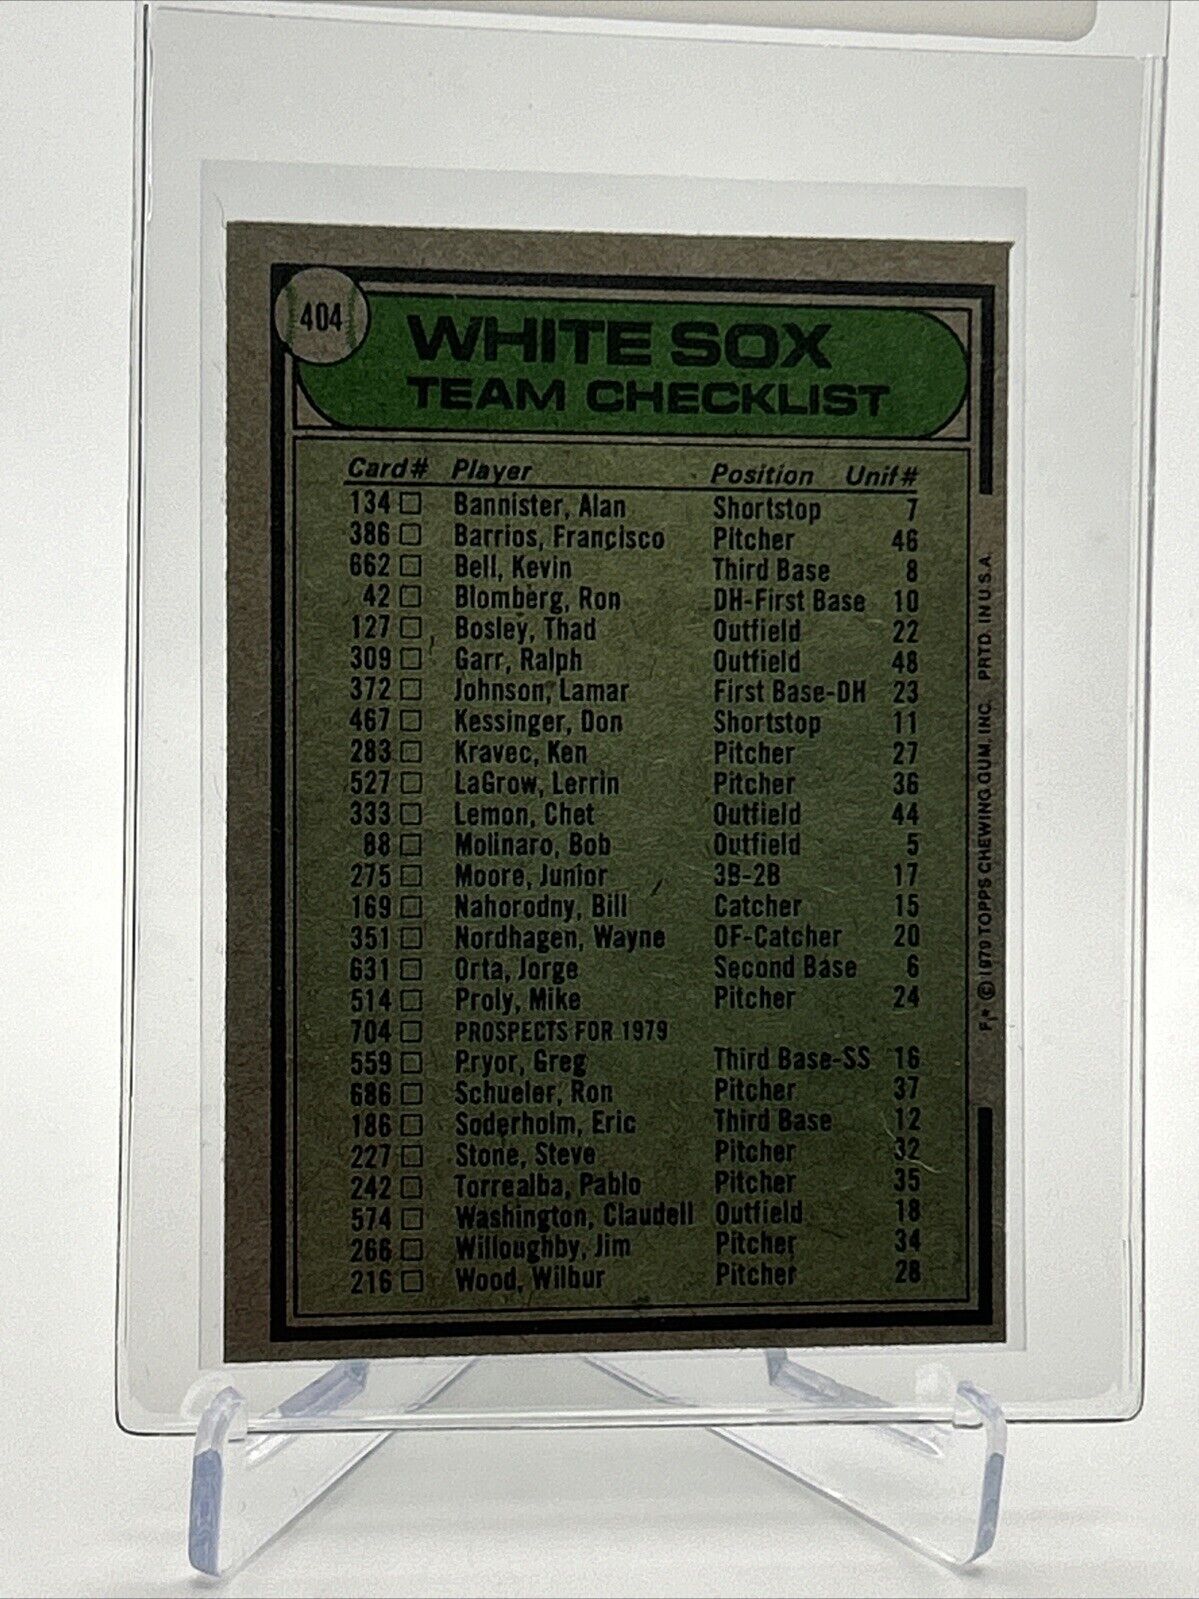 404
WHITE SOX
TEAM CHECKLIST
Card# Player Position Unif#
134 □ Bannister, Alan Shortstop 7
386 □ Barrios, Francisco Pitcher 46
662 □ Bell, Kevin Third Base 8
42 □ Blomberg, Ron DH-First Base 10
127 □ Bosley, Thad Outfield 22
309 □ Garr, Ralph Outfield 48
372 □ Johnson, Lamar First Base-DH 23
467 □ Kessinger, Don Shortstop 11
283 □ Kravec, Ken Pitcher 27
527 □ LaGrow, Lerrin Pitcher 36
333 □ Lemon, Chet Outfield 44
88 □ Molinaro, Bob Outfield 5
275 □ Moore, Junior 3B-2B 17
169 □ Nahorodny, Bill Catcher 15
351 □ Nordhagen, Wayne OF-Catcher 20
631 □ Orta, Jorge Second Base 6
514 □ Proly, Mike Pitcher 24
704 □ PROSPECTS FOR 1979
559 □ Pryor, Greg Third Base-SS 16
686 □ Schueler, Ron Pitcher 37
186 □ Soderholm, Eric Third Base 12
227 □ Stone, Steve Pitcher 32
242 □ Torrealba, Pablo Pitcher 35
574 □ Washington, Claudell Outfield 18
266 □ Willoughby, Jim Pitcher 34
216 □ Wood, Wilbur Pitcher 28
F* © 1979 TOPPS CHEWING GUM, INC. PRTD. IN U.S.A.